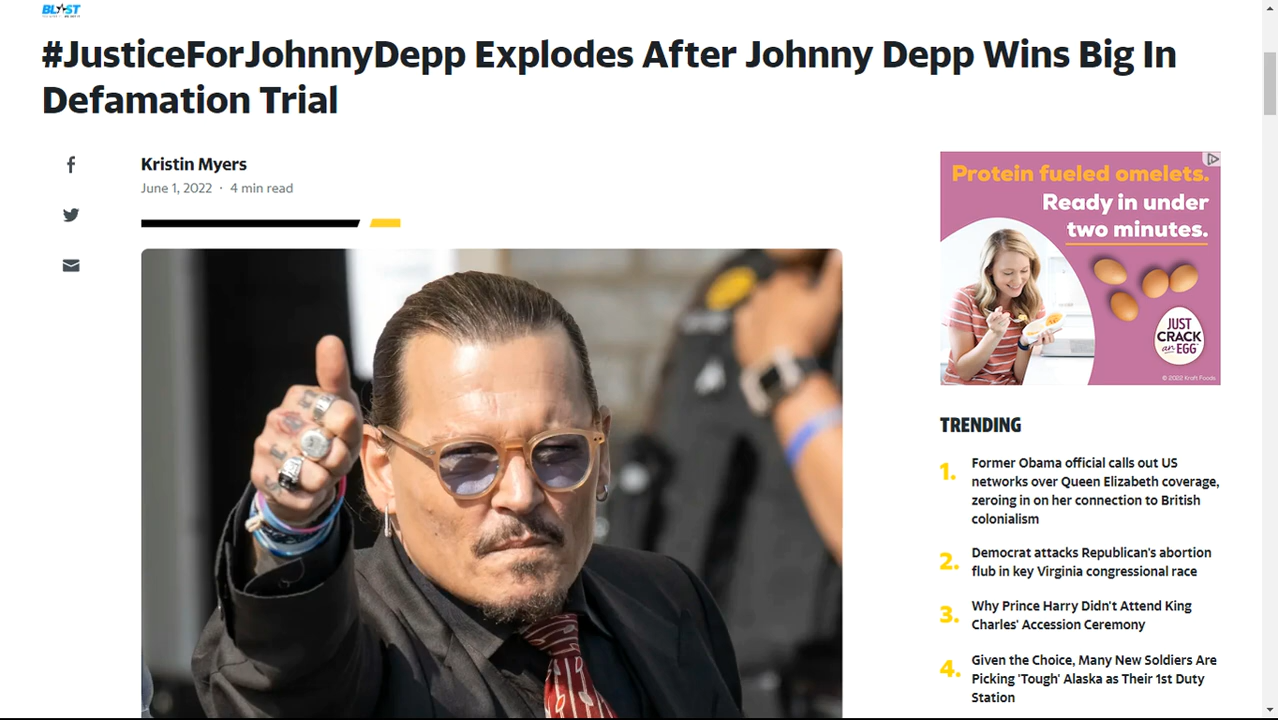 BLAST
#JusticeForJohnnyDepp Explodes After Johnny Depp Wins Big In
Defamation Trial
Kristin Myers
June 1, 2022 · 4 min read
Protein fueled omelets.
Ready in under
two minutes.
JUST
CRACK
an EGG
© 2022 Kraft Foods
TRENDING
1. Former Obama official calls out US
networks over Queen Elizabeth coverage,
zeroing in on her connection to British
colonialism
2. Democrat attacks Republican's abortion
flub in key Virginia congressional race
3. Why Prince Harry Didn't Attend King
Charles' Accession Ceremony
4. Given the Choice, Many New Soldiers Are
Picking 'Tough' Alaska as Their 1st Duty
Station